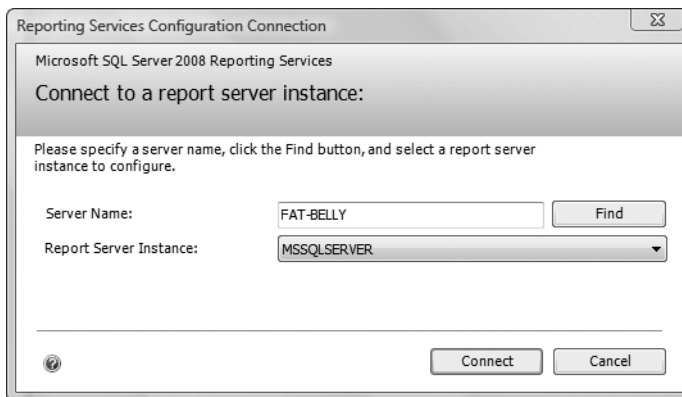 Reporting Services Configuration Connection
Microsoft SQL Server 2008 Reporting Services
Connect to a report server instance:
Please specify a server name, click the Find button, and select a report server
instance to configure.
Server Name:
FAT-BELLY
Find
Report Server Instance:
MSSQLSERVER
Connect
Cancel